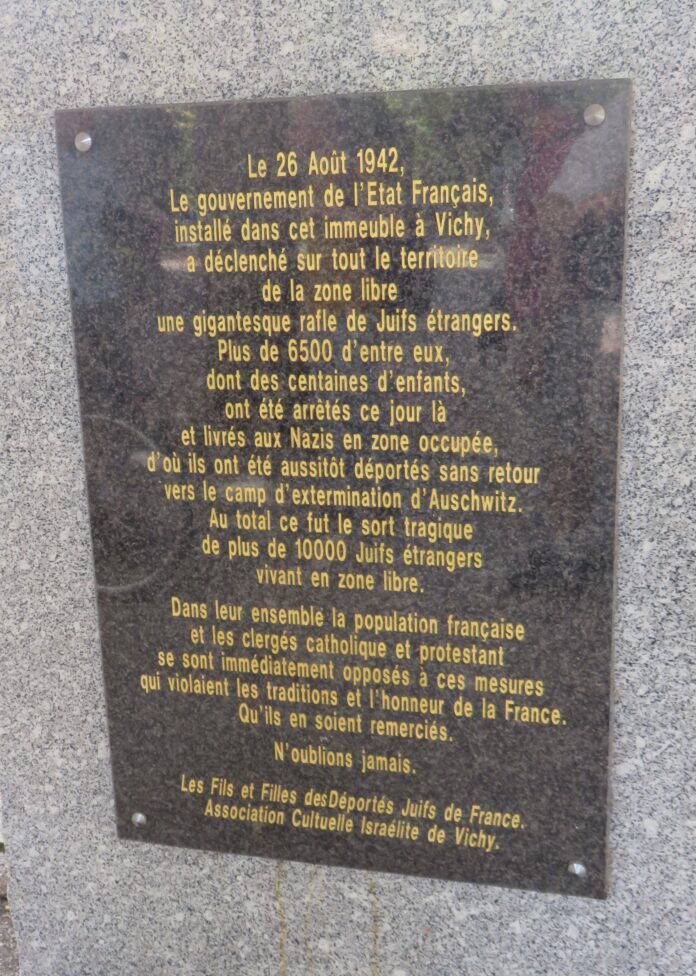 Le 26 Août 1942,
Le gouvernement de l'Etat Français,
installé dans cet immeuble à Vichy,
a déclenché sur tout le territoire
de la zone libre
une gigantesque rafle de Juifs étrangers.
Plus de 6500 d'entre eux,
dont des centaines d'enfants,
ont été arrêtés ce jour là
et livrés aux Nazis en zone occupée,
d'où ils ont été aussitôt déportés sans retour
vers le camp d'extermination d'Auschwitz.
Au total ce fut le sort tragique
de plus de 10000 Juifs étrangers
vivant en zone libre.
Dans leur ensemble la population française
et les clergés catholique et protestant
se sont immédiatement opposés à ces mesures
qui violaient les traditions et l'honneur de la France.
Qu'ils en soient remerciés.
N'oublions jamais.
Les Fils et Filles desDéportés Juifs de France.
Association Cultuelle Israélite de Vichy.